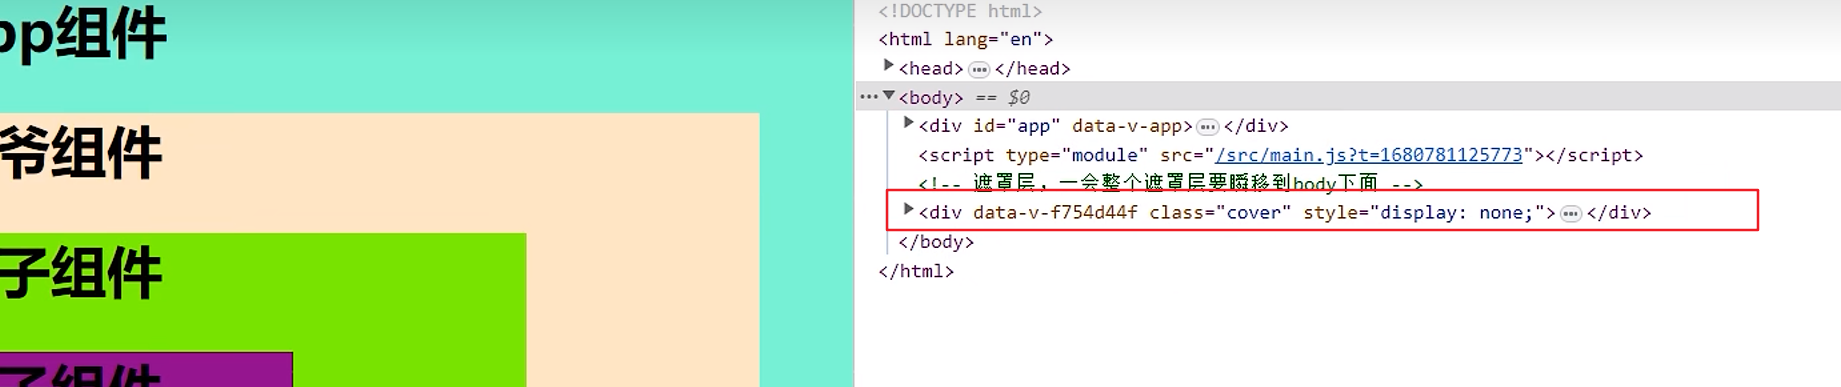 pp组件
爷组件
子组件
子组件
<!DOCTYPE html>
<html lang="en">
<head> ••• </head>
••• <body> == $0
<div id="app" data-v-app> ••• </div>
<script type="module" src="/src/main.js?t=1680781125773"></script>
<!-- 遮罩层，一会整个遮罩层要瞬移到body下面 -->
<div data-v-f754d44f class="cover" style="display: none;"> ••• </div>
</body>
</html>